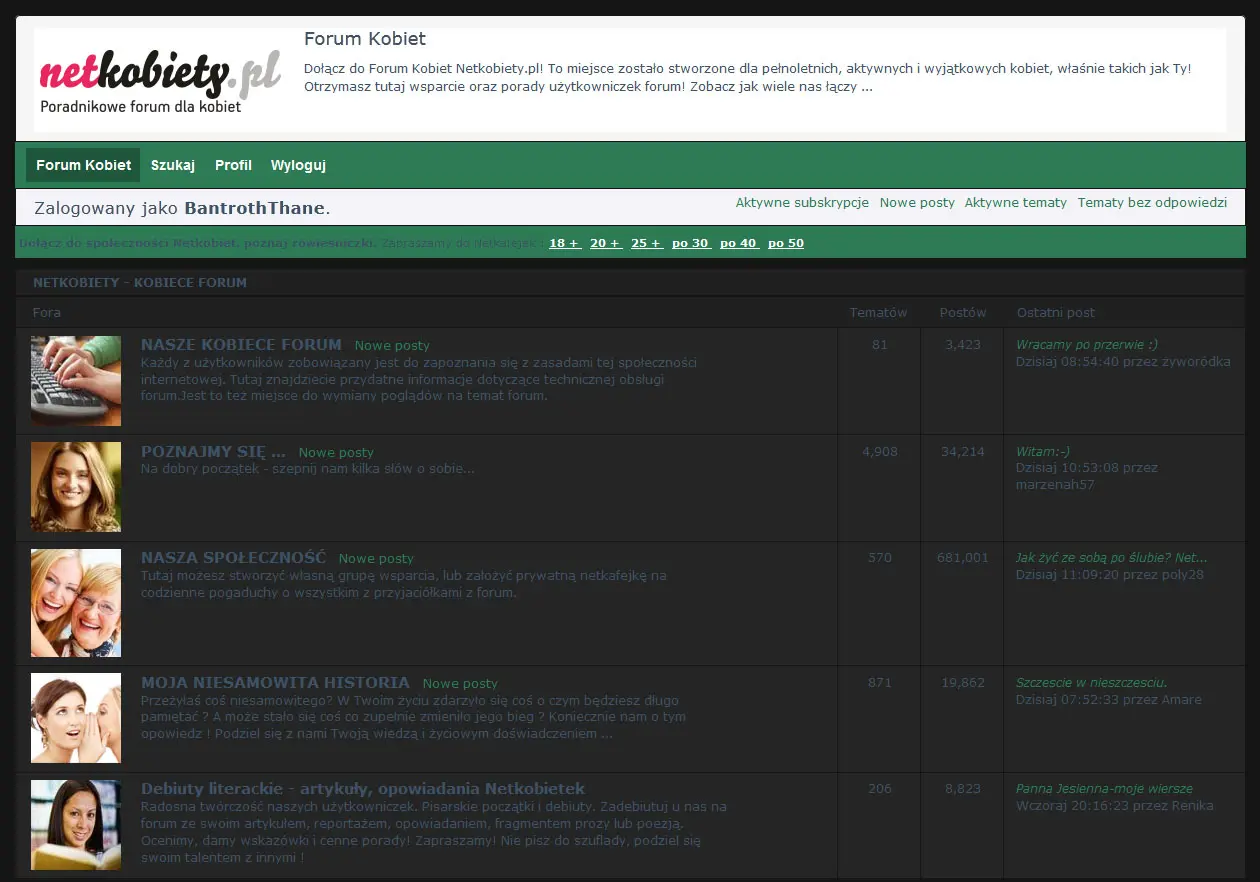 netkobiety.pl
Poradnikowe forum dla kobiet
Forum Kobiet
Dołącz do Forum Kobiet Netkobiety.pl! To miejsce zostało stworzone dla pełnoletnich, aktywnych i wyjątkowych kobiet, właśnie takich jak Ty!
Otrzymasz tutaj wsparcie oraz porady użytkowniczek forum! Zobacz jak wiele nas łączy ...
Forum Kobiet Szukaj Profil Wyloguj
Zalogowany jako BantrothThane.
Aktywne subskrypcje Nowe posty Aktywne tematy Tematy bez odpowiedzi
Dołącz do społeczności Netkobiet, poznaj rówieśniczki. Zapraszamy do Netkafejek : 18 + 20 + 25 + po 30 po 40 po 50
NETKOBIETY - KOBIECE FORUM
Fora Tematów Postów Ostatni post
NASZE KOBIECE FORUM Nowe posty
Każdy z użytkowników zobowiązany jest do zapoznania się z zasadami tej społeczności
internetowej. Tutaj znajdziecie przydatne informacje dotyczące technicznej obsługi
forum.Jest to też miejsce do wymiany poglądów na temat forum.
81
3,423
Wracamy po przerwie :)
Dzisiaj 08:54:40 przez żyworódka
POZNAJMY SIĘ ... Nowe posty
Na dobry początek - szepnij nam kilka słów o sobie...
4,908
34,214
Witam:-)
Dzisiaj 10:53:08 przez
marzenah57
NASZA SPOŁECZNOŚĆ Nowe posty
Tutaj możesz stworzyć własną grupę wsparcia, lub założyć prywatną netkafejkę na
codzienne pogaduchy o wszystkim z przyjaciółkami z forum.
570
681,001
Jak żyć ze sobą po ślubie? Net...
Dzisiaj 11:09:20 przez poly28
MOJA NIESAMOWITA HISTORIA Nowe posty
Przeżyłaś coś niesamowitego? W Twoim życiu zdarzyło się coś o czym będziesz długo
pamiętać ? A może stało się coś co zupełnie zmieniło jego bieg ? Koniecznie nam o tym
opowiedz ! Podziel się z nami Twoją wiedzą i życiowym doświadczeniem ...
871
19,862
Szczescie w nieszczesciu.
Dzisiaj 07:52:33 przez Amare
Debiuty literackie - artykuły, opowiadania Netkobietek
Radosna twórczość naszych użytkowniczek. Pisarskie początki i debiuty. Zadebiutuj u nas na
forum ze swoim artykułem, reportażem, opowiadaniem, fragmentem prozy lub poezją.
Ocenimy, damy wskazówki i cenne porady! Zapraszamy! Nie pisz do szuflady, podziel się
swoim talentem z innymi !
206
8,823
Panna Jesienna-moje wiersze
Wczoraj 20:16:23 przez Renika